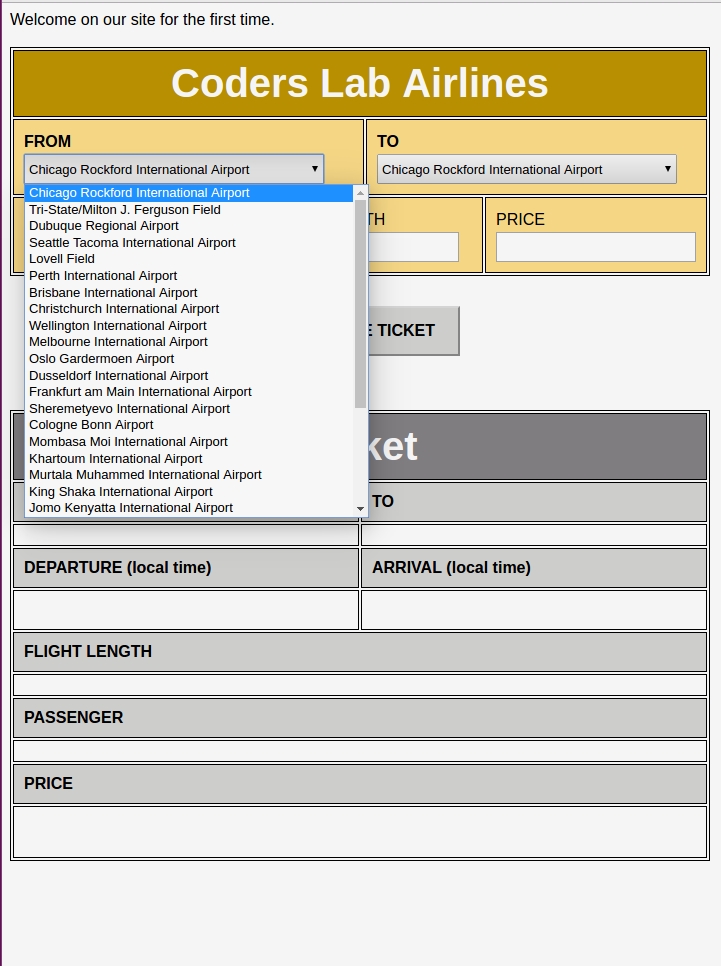 Welcome on our site for the first time.
Coders Lab Airlines
FROM
TO
Chicago Rockford International Airport
Chicago Rockford International Airport
Chicago Rockford International Airport
Tri-State/Milton J. Ferguson Field
Dubuque Regional Airport
Seattle Tacoma International Airport
Lovell Field
Perth International Airport
Brisbane International Airport
Christchurch International Airport
Wellington International Airport
Melbourne International Airport
Oslo Gardermoen Airport
Dusseldorf International Airport
Frankfurt am Main International Airport
Sheremetyevo International Airport
Cologne Bonn Airport
Mombasa Moi International Airport
Khartoum International Airport
Murtala Muhammed International Airport
King Shaka International Airport
Jomo Kenyatta International Airport
TH
PRICE
E TICKET
ket
TO
DEPARTURE (local time)
ARRIVAL (local time)
FLIGHT LENGTH
PASSENGER
PRICE